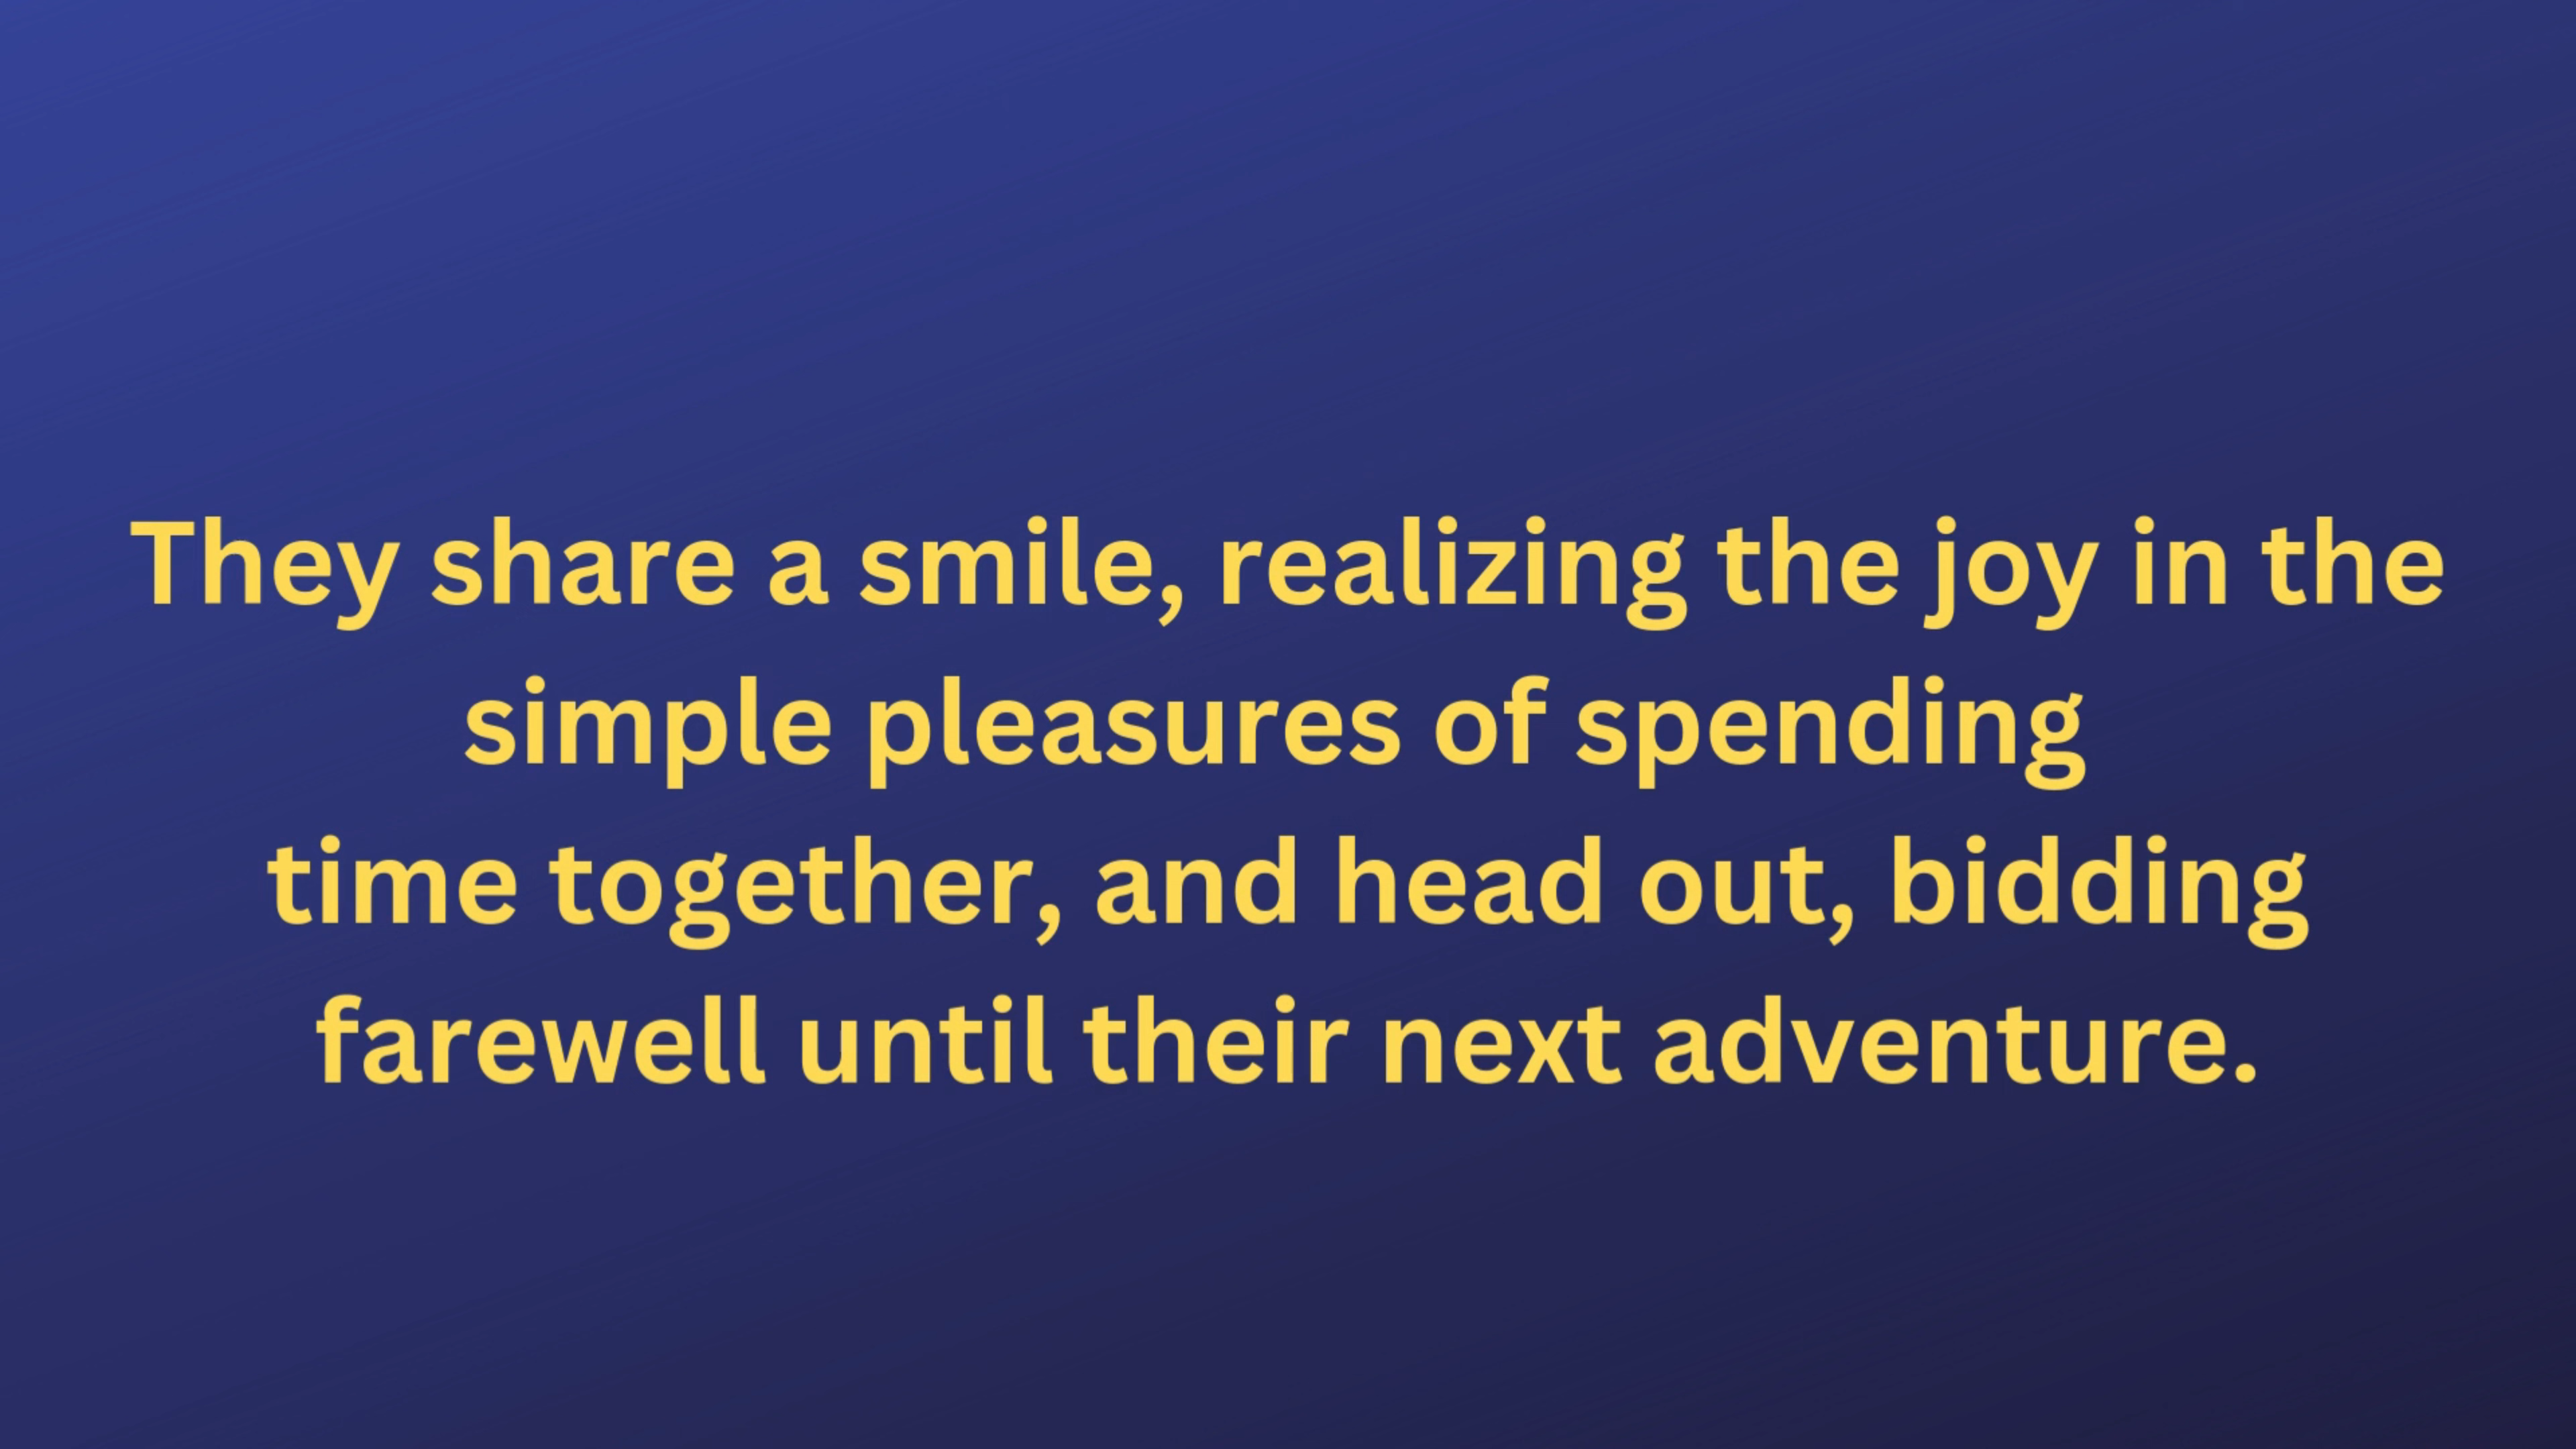 They share a smile, realizing the joy in the
simple pleasures of spending
time together, and head out, bidding
farewell until their next adventure.